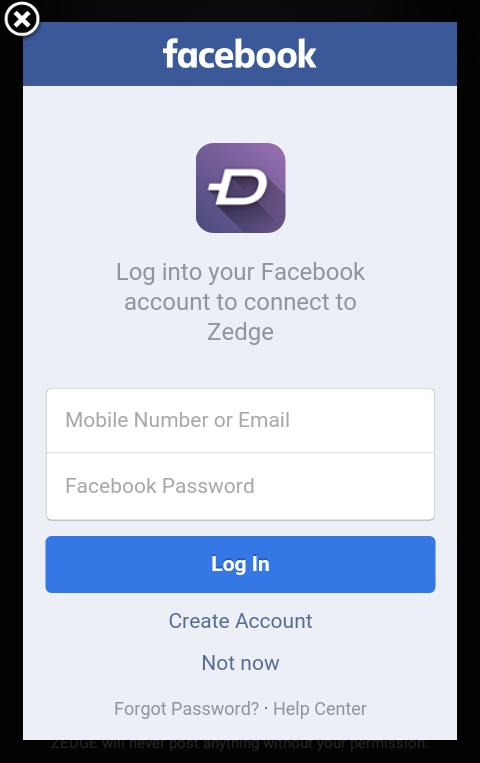 facebook
Log into your Facebook
account to connect to
Zedge
Mobile Number or Email
Facebook Password
Log In
Create Account
Not now
Forgot Password? · Help Center
ZEDGE will never post anything without your permission.